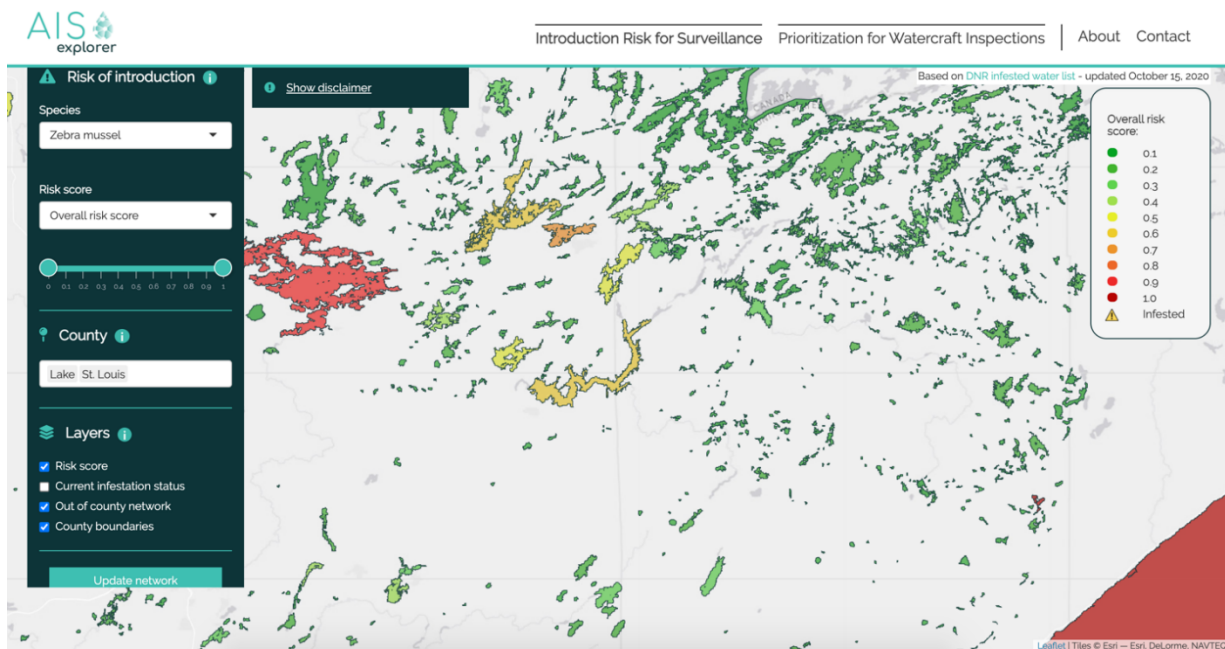 AIS
explorer
Introduction Risk for Surveillance
Prioritization for Watercraft Inspections
About
Contact
Risk of introduction
Species
Zebra mussel
Risk score
Overall risk score
0 0.1 0.2 0.3 0.4 0.5 0.6 0.7 0.8 0.9 1
County
Lake St. Louis
Layers
Risk score
Current infestation status
Out of county network
County boundaries
Update network
Show disclaimer
CANADA
Based on DNR infested water list - updated October 15, 2020
Overall risk
score:
0.1
0.2
0.3
0.4
0.5
0.6
0.7
0.8
0.9
1.0
Infested
Leaflet | Tiles © Esri — Esri, DeLorme, NAVTEQ